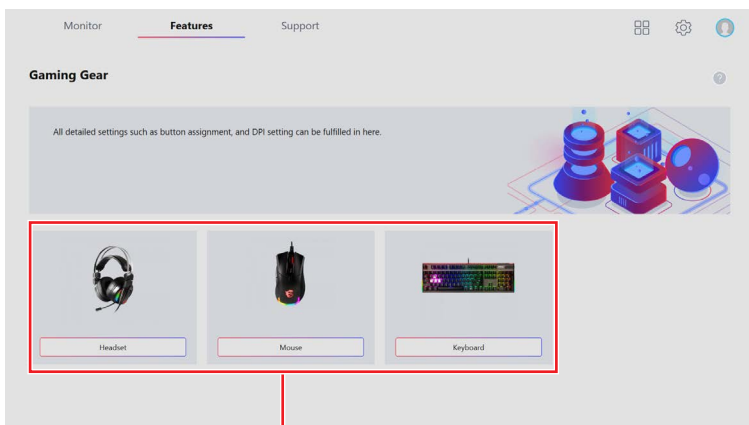 Monitor Features Support
Gaming Gear
?
All detailed settings such as button assignment, and DPI setting can be fulfilled in here.
Headset Mouse Keyboard